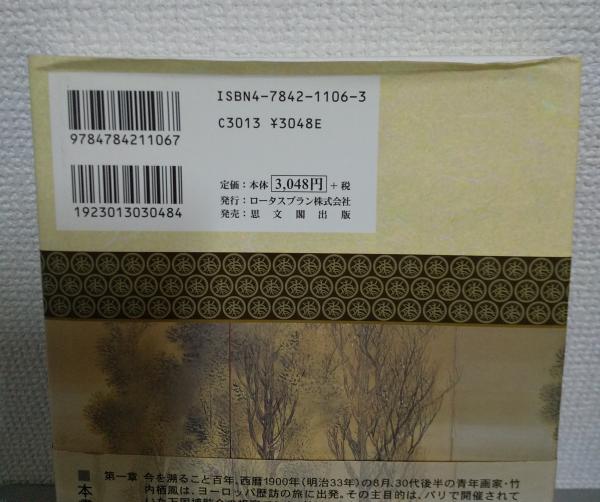 ISBN4-7842-1106-3
C3013 ¥3048E
9784784211067
1923013030484
定価：本体 3,048円 + 税
発行：ロータスプラン株式会社
発売：思文閣出版
■本
第一章 今を溯ること百年、西暦1900年(明治33年)の8月、30代後半の青年画家・竹
内栖風は、ヨーロッパ歴訪の旅に出発。その主目的は、パリで開催されて